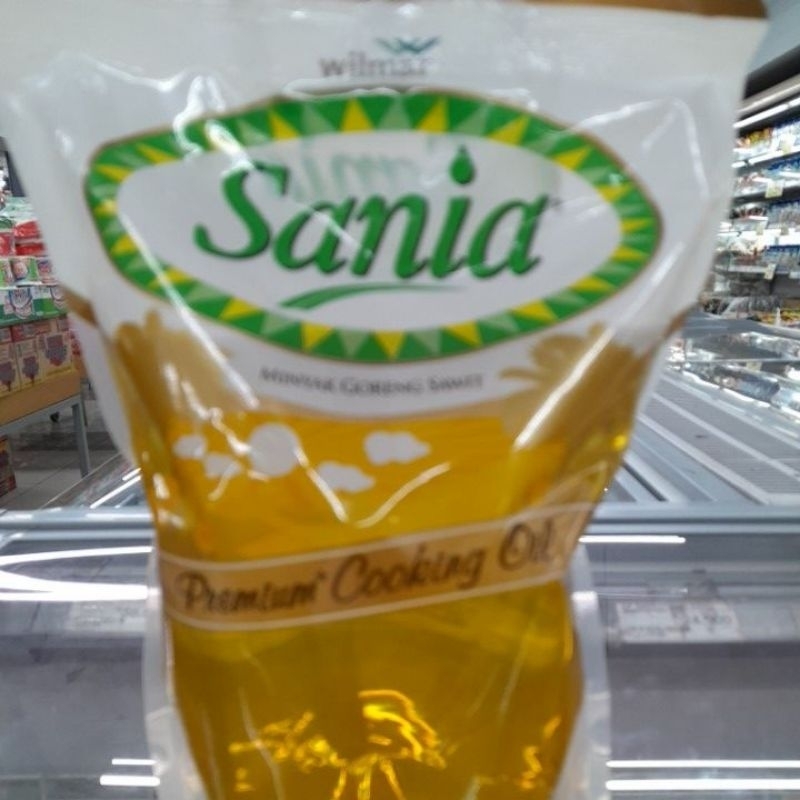 wilmar
Sania
MINYAK GORENG SAWIT
Premium Cooking Oil